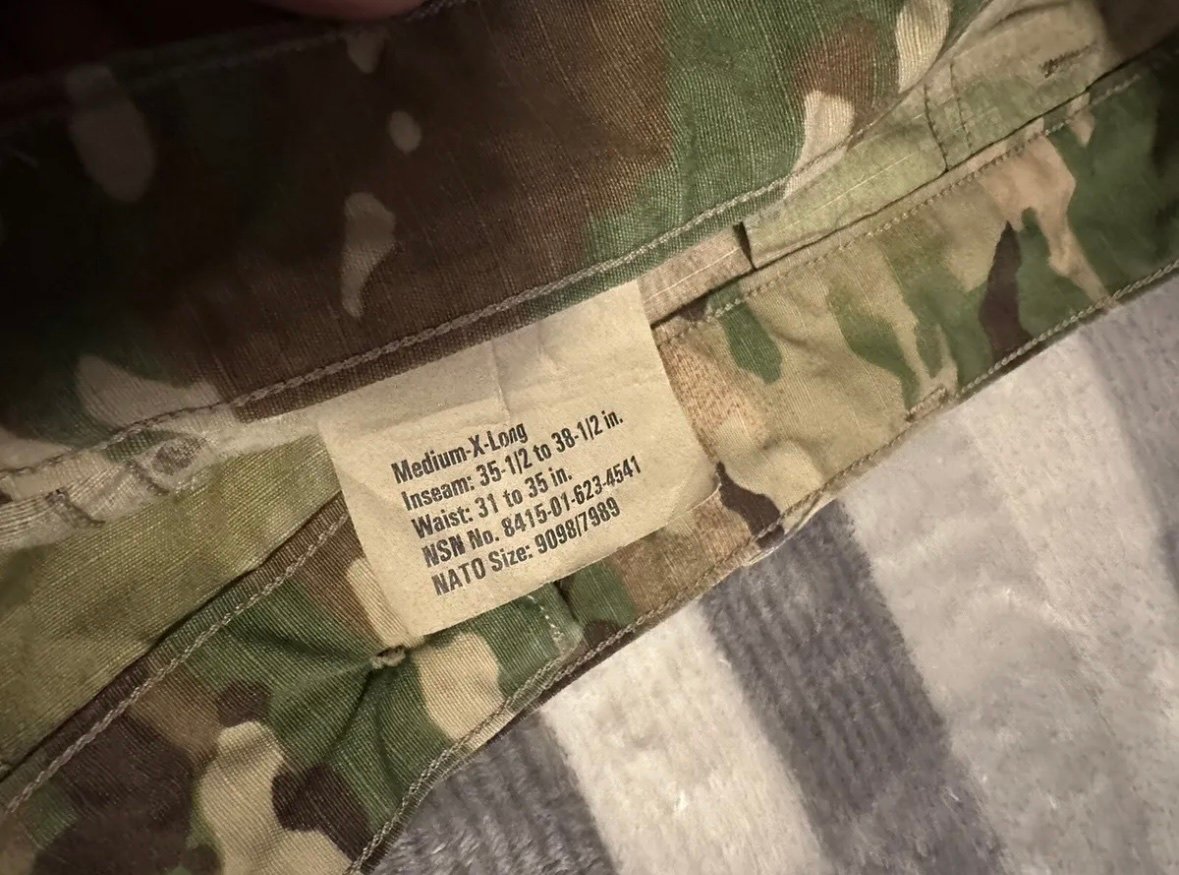 Medium-X-Long
Inseam: 35-1/2 to 38-1/2 in.
Waist: 31 to 35 in.
NSN No. 8415-01-623-4541
NATO Size: 9098/7989